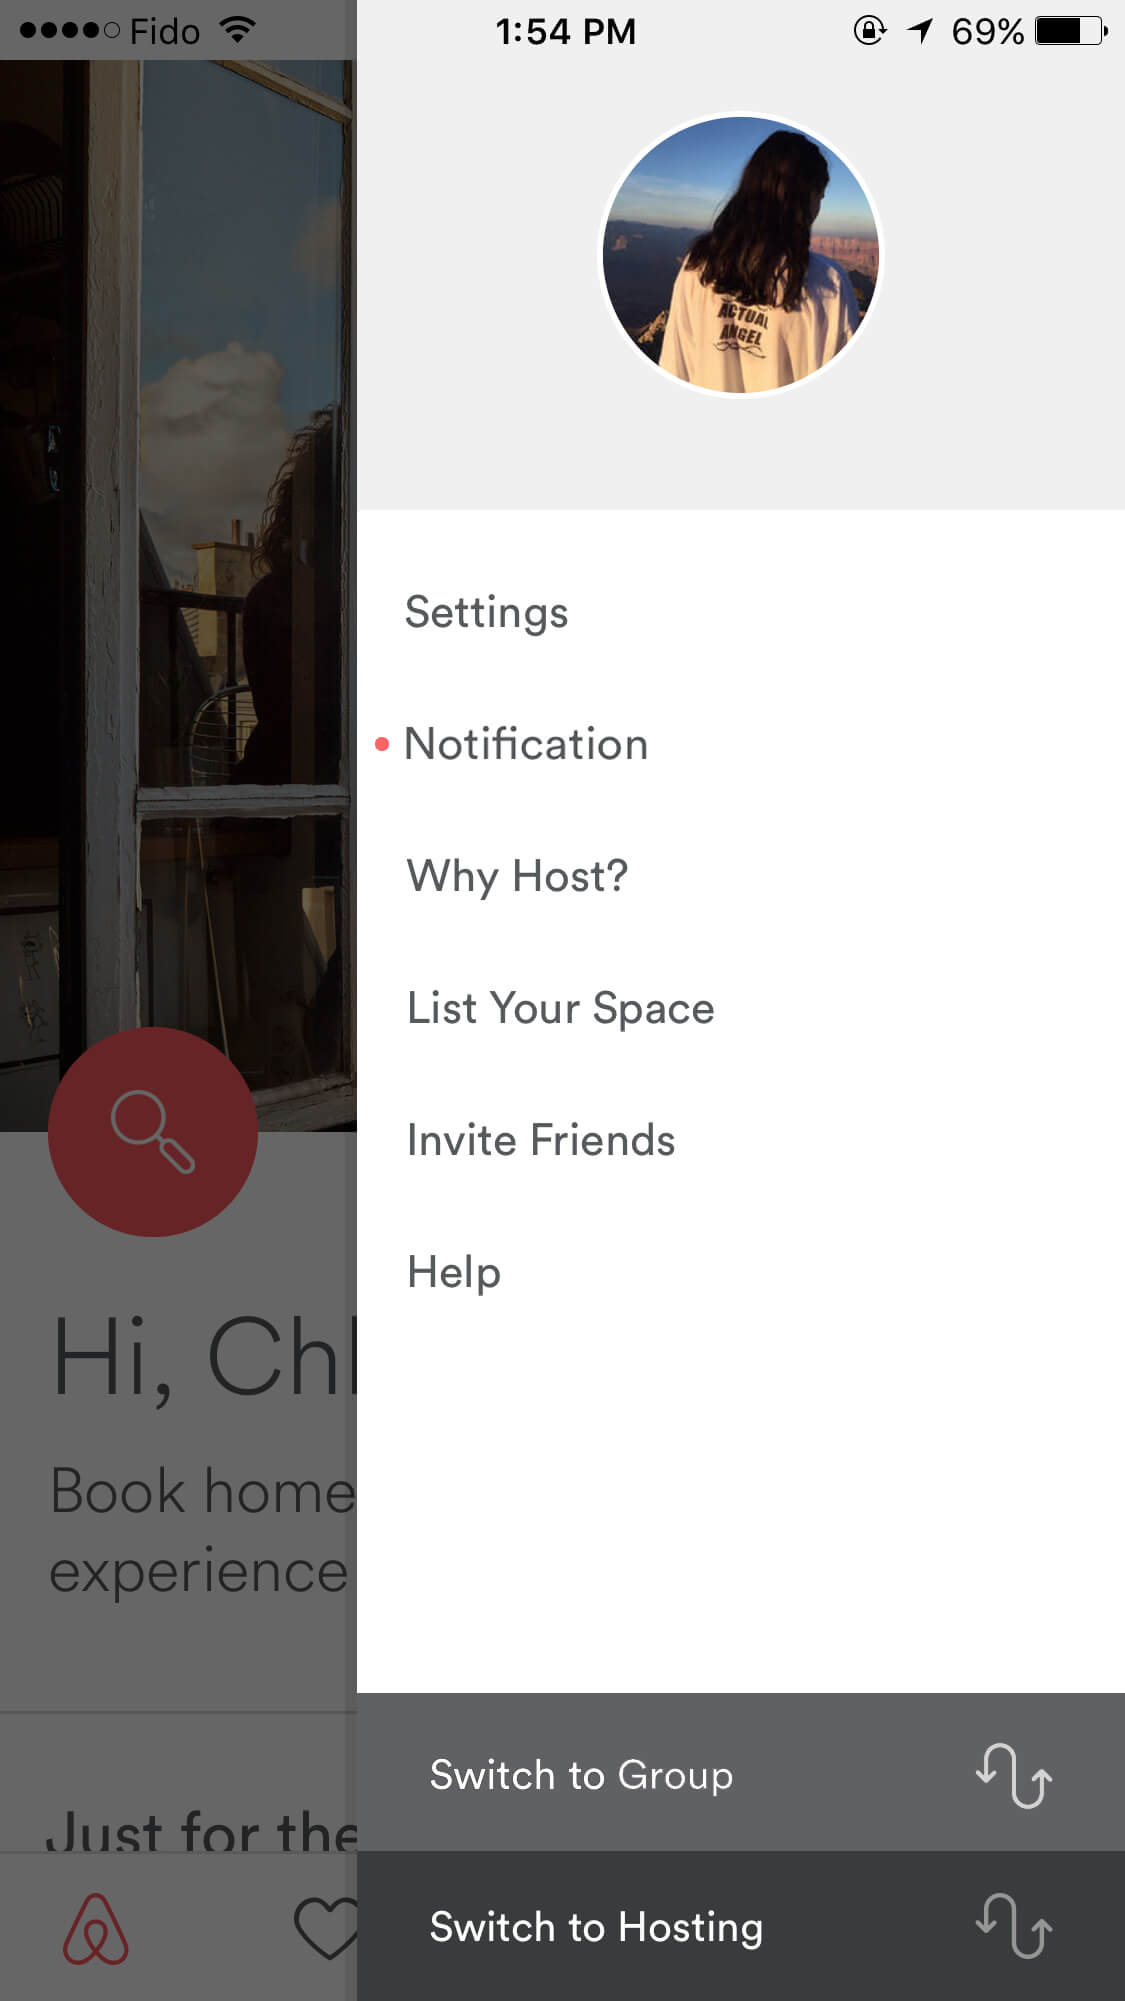 Fido 1:54 PM 69%
ACTUAL
ANGEL
Settings
Notification
Why Host?
List Your Space
Invite Friends
Help
Hi,
Book home
experience
Just for the
Switch to Group
Switch to Hosting